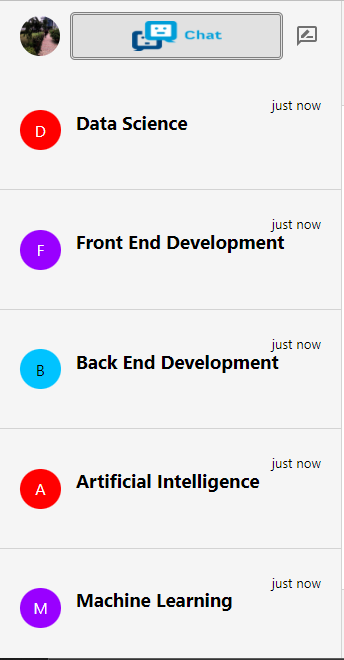 Chat
just now
D
Data Science
just now
F
Front End Development
just now
B
Back End Development
just now
A
Artificial Intelligence
just now
M
Machine Learning